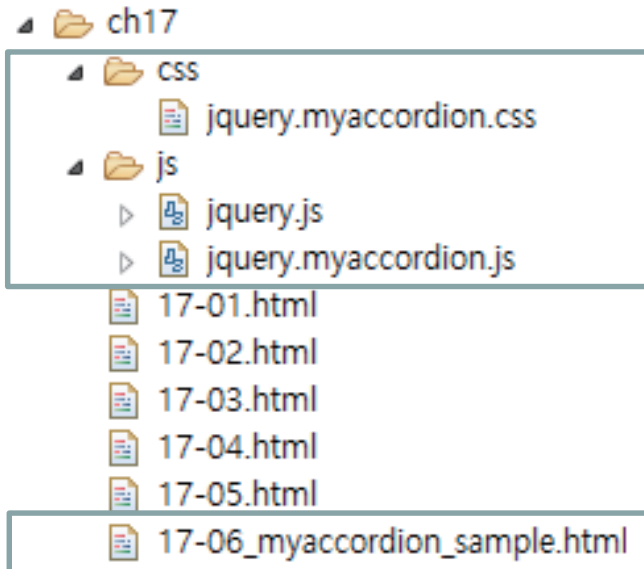 ch17
css
jquery.myaccordion.css
js
jquery.js
jquery.myaccordion.js
17-01.html
17-02.html
17-03.html
17-04.html
17-05.html
17-06_myaccordion_sample.html